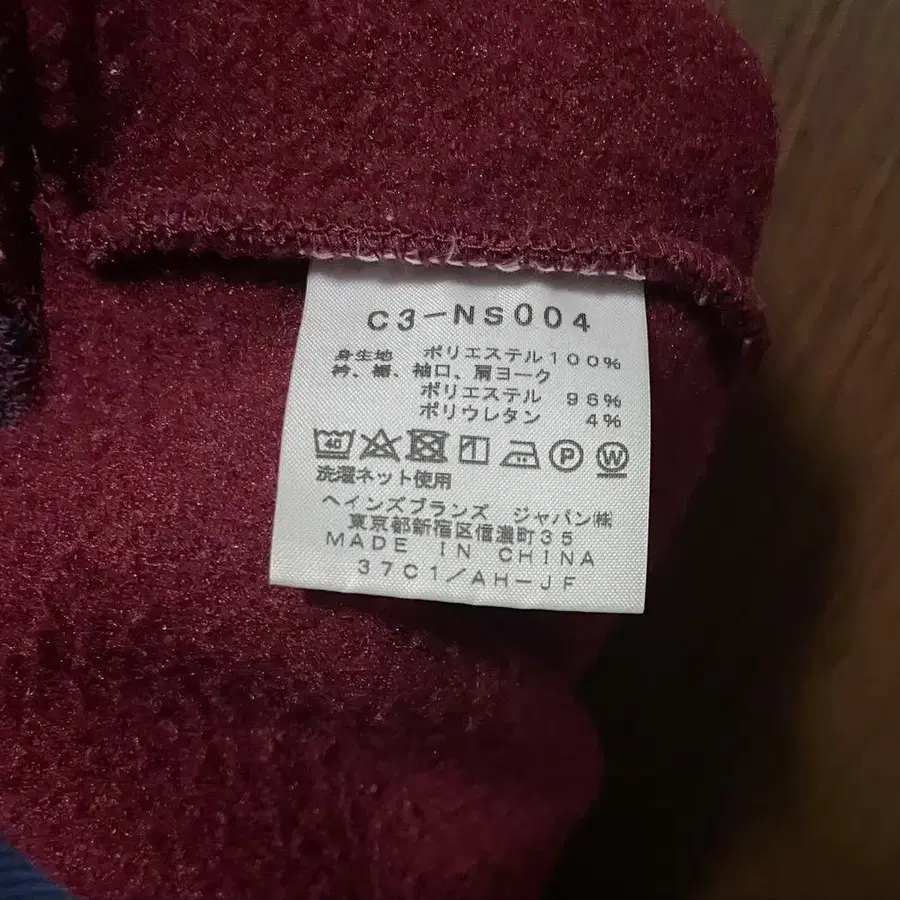 C3-NS004
身生地 ポリエステル100%
衿、裾、袖口、肩ヨーク
ポリエステル 96%
ポリウレタン 4%
40 P W
洗濯ネット使用
ヘインズブランズ ジャパン㈱
東京都新宿区信濃町35
MADE IN CHINA
37C1/AH-JF